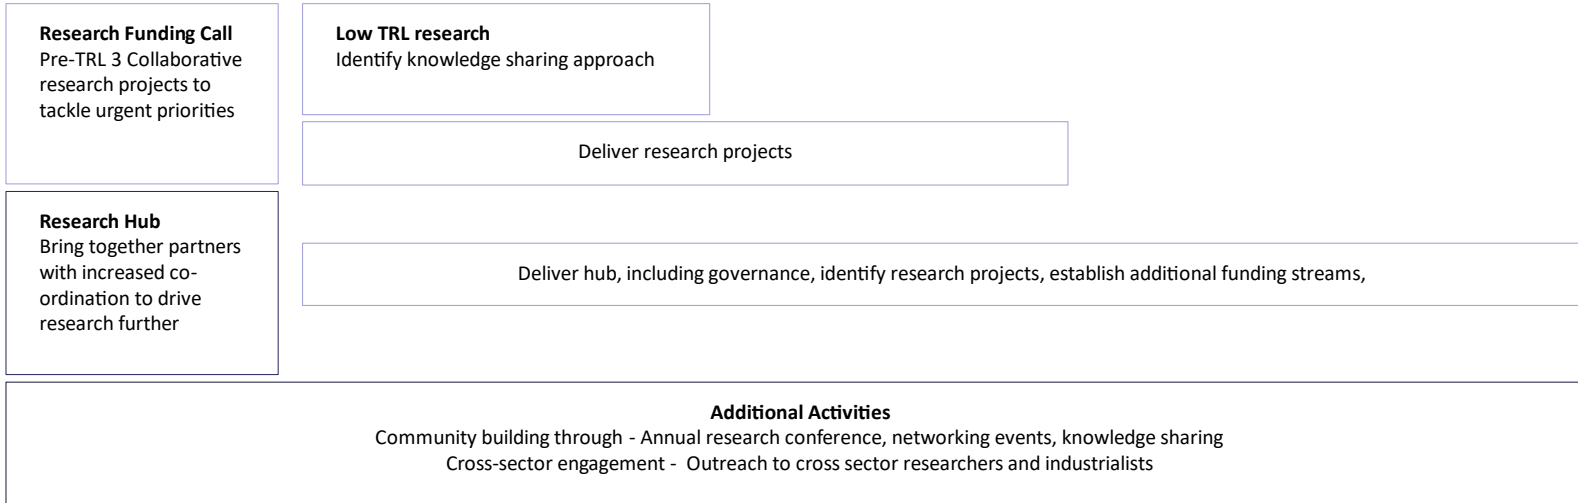 Research Funding Call
Pre-TRL 3 Collaborative
research projects to
tackle urgent priorities
Low TRL research
Identify knowledge sharing approach
Deliver research projects
Research Hub
Bring together partners
with increased co-
ordination to drive
research further
Deliver hub, including governance, identify research projects, establish additional funding streams,
Additional Activities
Community building through - Annual research conference, networking events, knowledge sharing
Cross-sector engagement - Outreach to cross sector researchers and industrialists